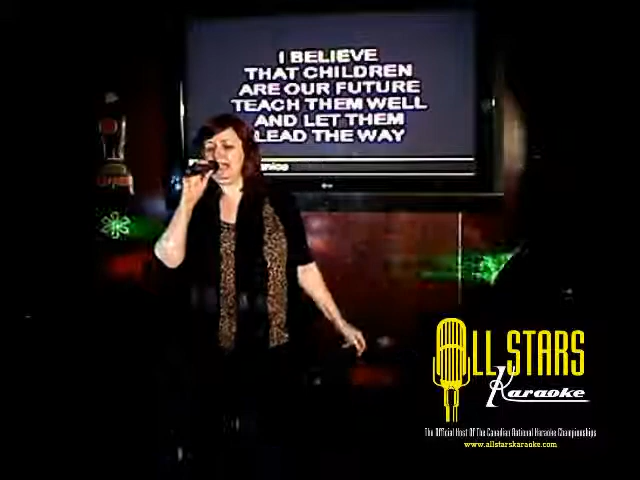 I BELIEVE
THAT CHILDREN
ARE OUR FUTURE
TEACH THEM WELL
AND LET THEM
LEAD THE WAY
ALL STARS
Karaoke
The Official Host Of The Canadian National Karaoke Championships
www.allstarskaraoke.com